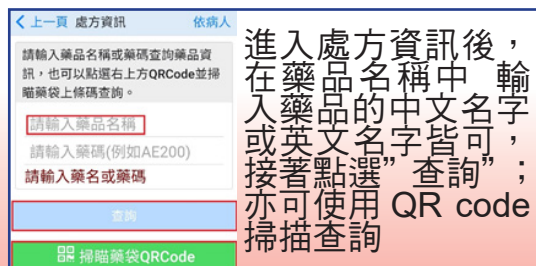 上一頁 處方資訊 依病人
請輸入藥品名稱或藥碼查詢藥品資
訊，也可以點選右上方QRCode並掃
瞄藥袋上條碼查詢。
請輸入藥品名稱
請輸入藥碼(例如AE200)
請輸入藥名或藥碼
查詢
掃瞄藥袋QRCode
進入處方資訊後，
在藥品名稱中 輸
入藥品的中文名字
或英文名字皆可，
接著點選”查詢”；
亦可使用 QR code
掃描查詢